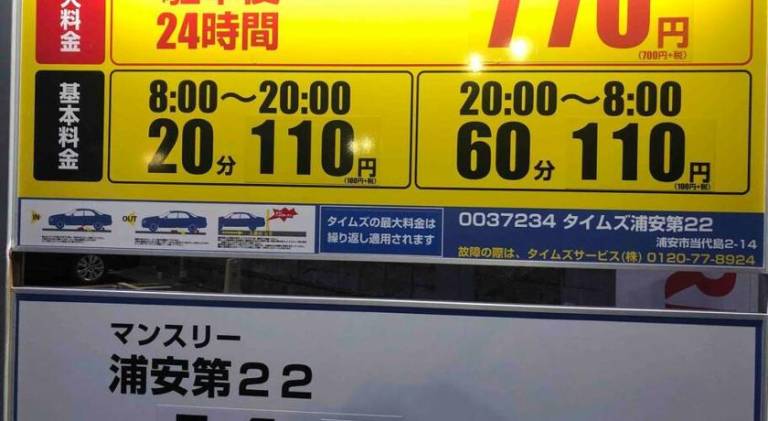 大料金
駐車後
24時間
770円
(700円+税)
基本料金
8:00〜20:00
20分 110円
(100円+税)
20:00〜8:00
60分 110円
(100円+税)
IN
OUT
タイムズの最大料金は
繰り返し適用されます
0037234 タイムズ浦安第22
浦安市当代島2-14
故障の際は、タイムズサービス(株) 0120-77-8924
マンスリー
浦安第22